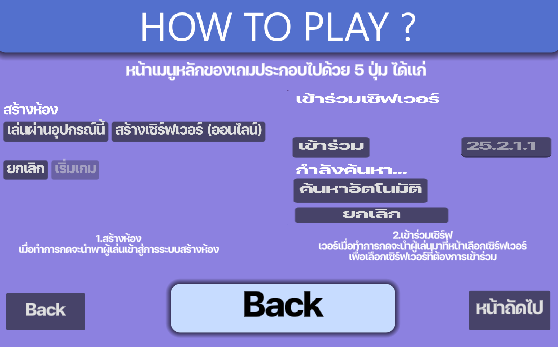 HOW TO PLAY ?
หน้าเมนูหลักของเกมประกอบไปด้วย 5 ปุ่ม ได้แก่
สร้างห้อง
เล่นผ่านอุปกรณ์นี้ สร้างเซิร์ฟเวอร์ (ออนไลน์)
ยกเลิก เริ่มเกม
1.สร้างห้อง
เมื่อทำการกดจะนำพาผู้เล่นเข้าสู่การระบบสร้างห้อง
เข้าร่วมเซิฟเวอร์
เข้าร่วม 25.2.1.1
กำลังค้นหา...
ค้นหาอัตโนมัติ
ยกเลิก
2.เข้าร่วมเซิร์ฟ
เวอร์เมื่อทำการกดจะนำผู้เล่นมาที่หน้าเลือกเซิร์ฟเวอร์
เพื่อเลือกเซิร์ฟเวอร์ที่ต้องการเข้าร่วม
Back
Back
หน้าถัดไป